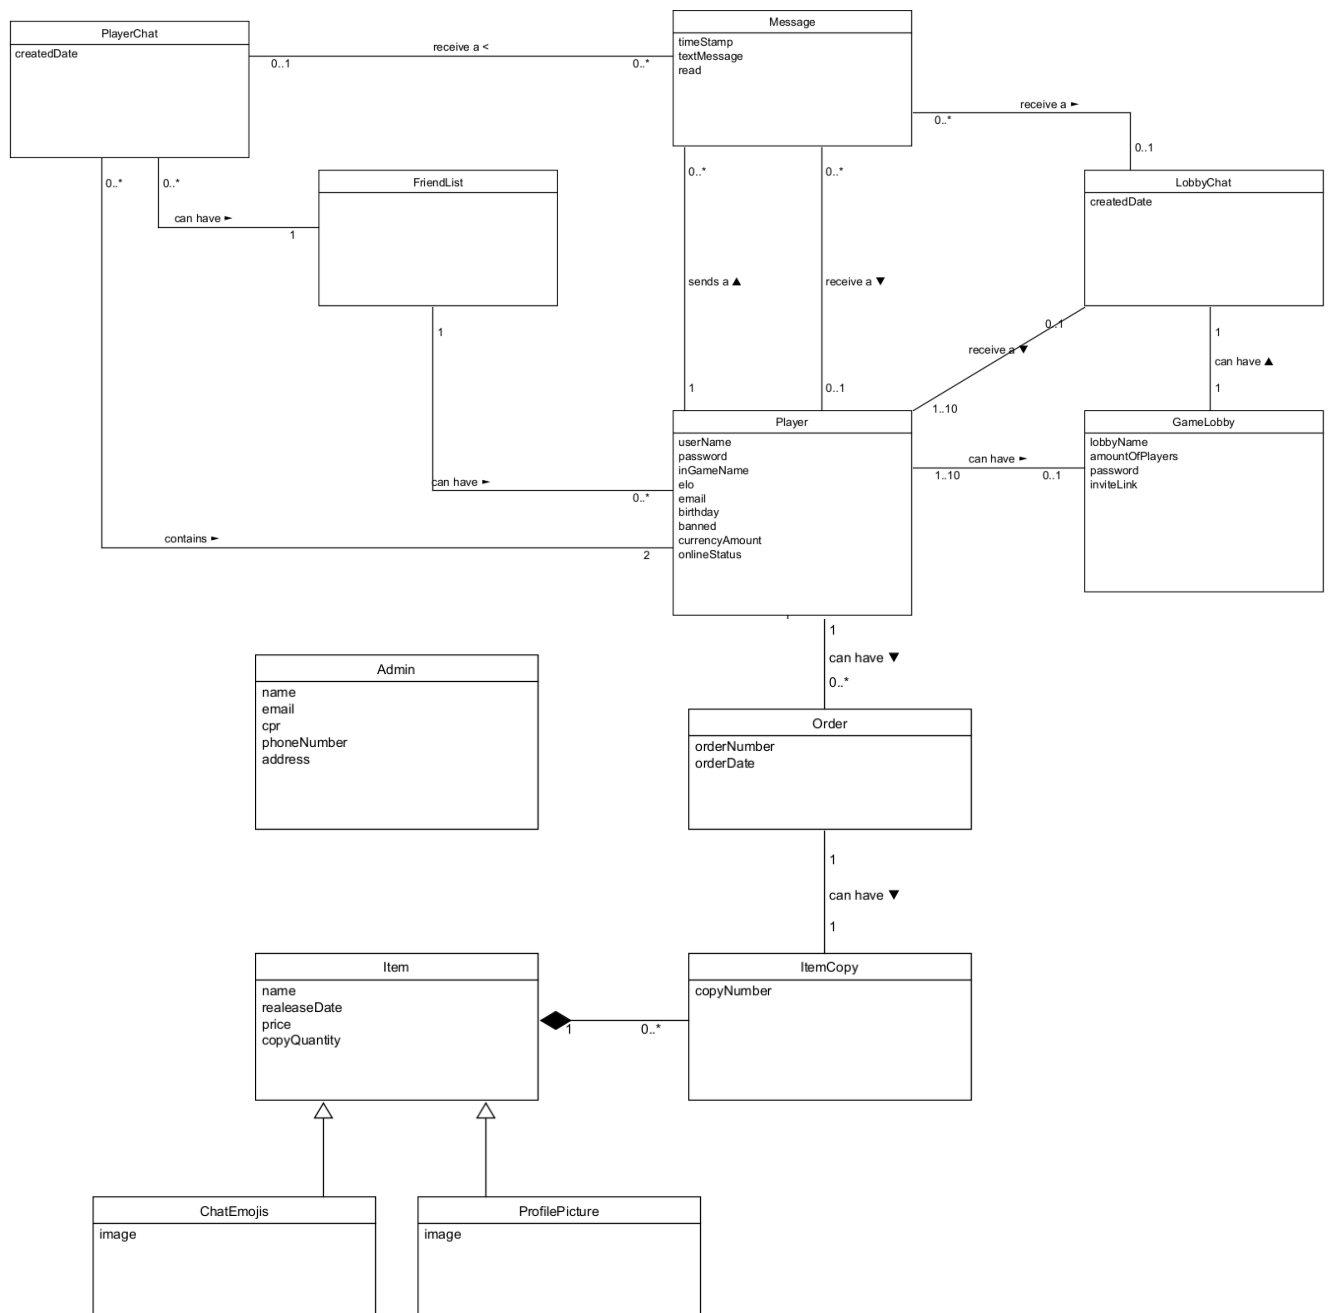 PlayerChat
createdDate
receive a <
0..1
0..*
Message
timeStamp
textMessage
read
receive a ►
0..*
0..1
0..*
0..*
can have ►
1
FriendList
0..*
0..*
sends a ▲
receive a ▼
1
0..1
LobbyChat
createdDate
0..1
receive a ▼
1..10
1
can have ▲
1
1
can have ►
0..*
contains ►
2
Player
userName
password
inGameName
elo
email
birthday
banned
currencyAmount
onlineStatus
can have ►
1..10
0..1
GameLobby
lobbyName
amountOfPlayers
password
inviteLink
1
can have ▼
0..*
Admin
name
email
cpr
phoneNumber
address
Order
orderNumber
orderDate
1
can have ▼
1
Item
name
realeaseDate
price
copyQuantity
1
0..*
ItemCopy
copyNumber
ChatEmojis
image
ProfilePicture
image